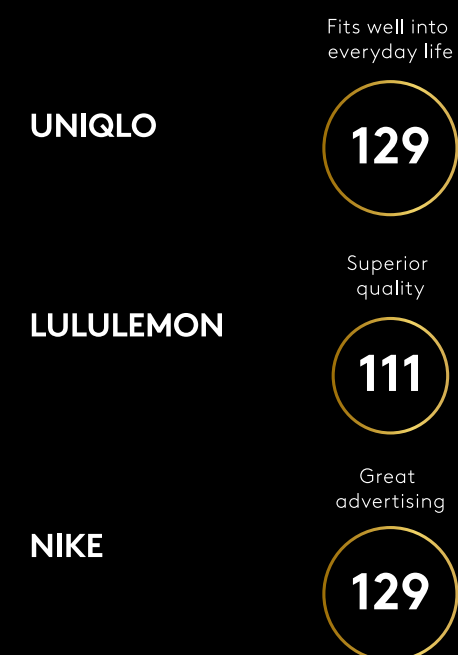 Fits well into
everyday life
UNIQLO
129
Superior
quality
LULULEMON
111
Great
advertising
NIKE
129